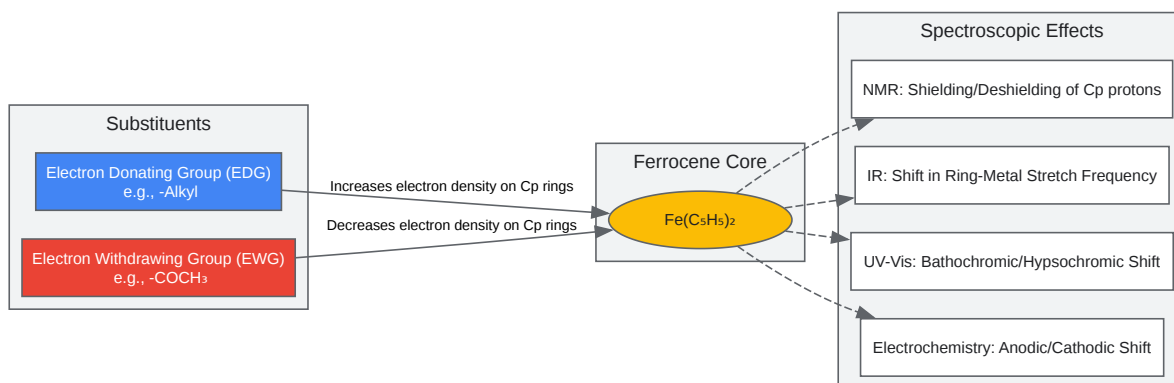 Substituents
Electron Donating Group (EDG)
e.g., -Alkyl
Electron Withdrawing Group (EWG)
e.g., -COCH₃
Increases electron density on Cp rings
Decreases electron density on Cp rings
Ferrocene Core
Fe(C₅H₅)₂
Spectroscopic Effects
NMR: Shielding/Deshielding of Cp protons
IR: Shift in Ring-Metal Stretch Frequency
UV-Vis: Bathochromic/Hypsochromic Shift
Electrochemistry: Anodic/Cathodic Shift